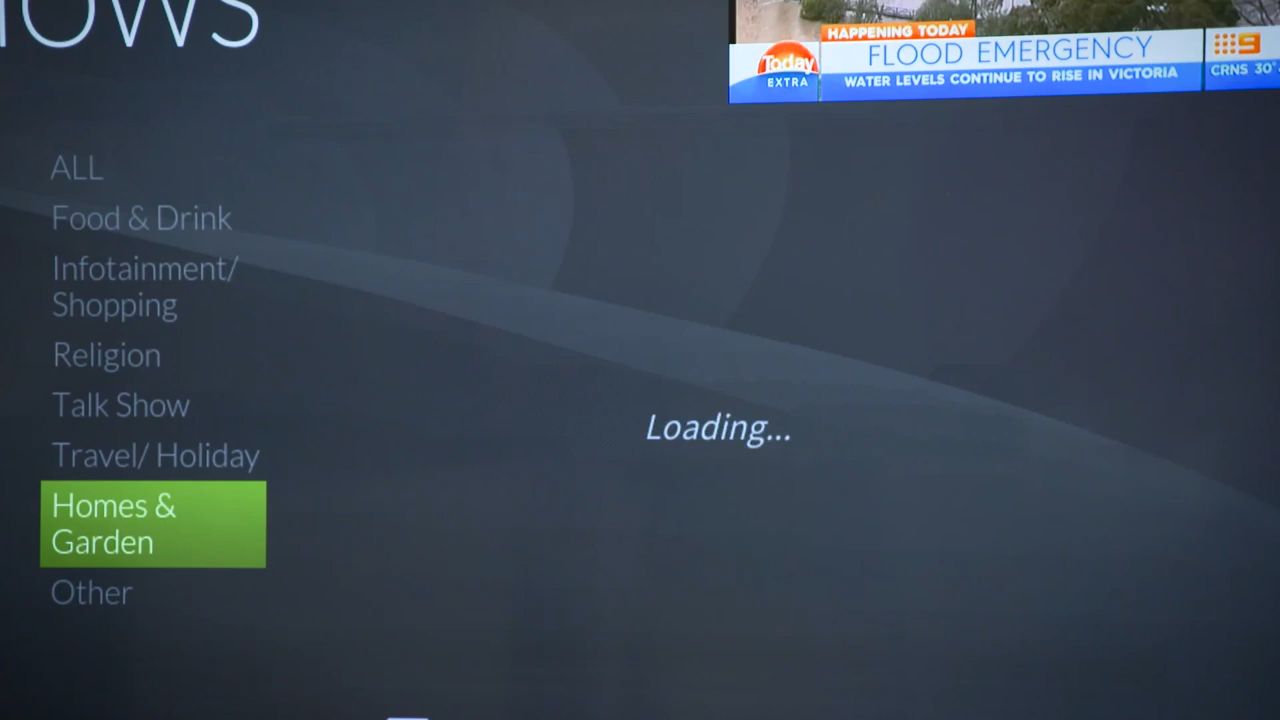 HAPPENING TODAY
FLOOD EMERGENCY
Today
EXTRA
WATER LEVELS CONTINUE TO RISE IN VICTORIA
9
CRNS 30°
ALL
Food & Drink
Infotainment/
Shopping
Religion
Talk Show
Travel/ Holiday
Loading...
Homes &
Garden
Other